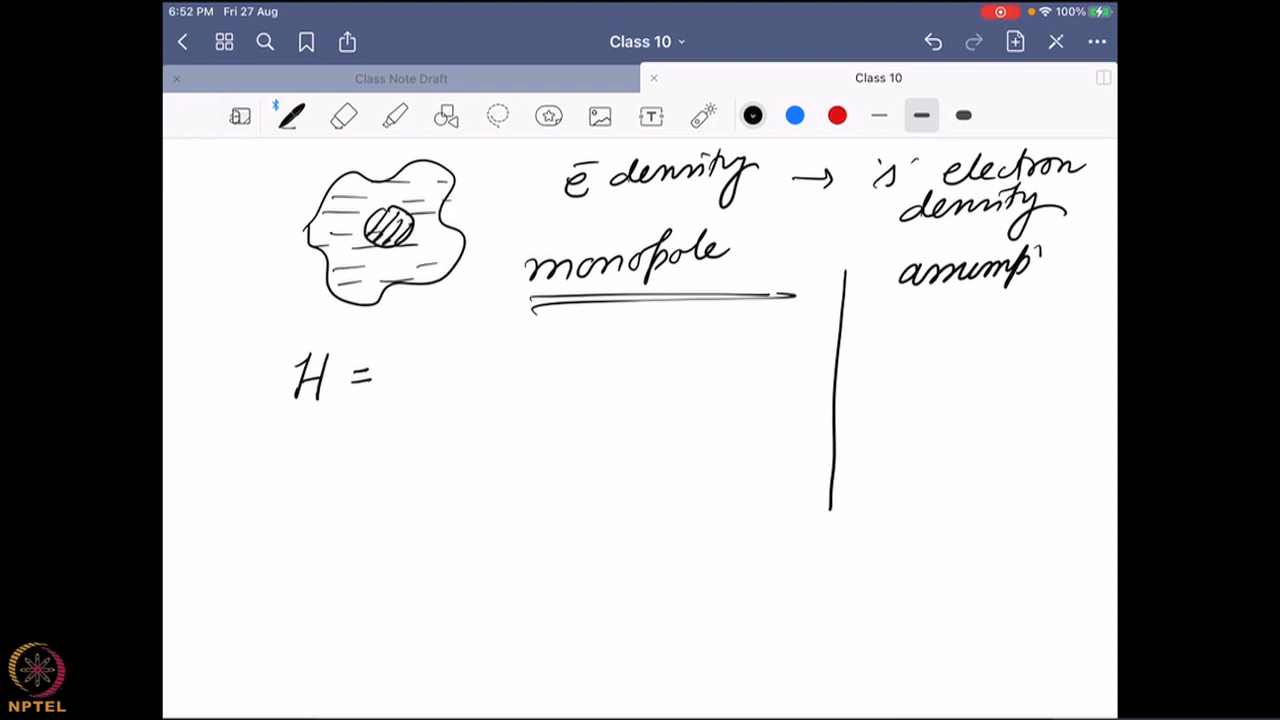 6:52 PM Fri 27 Aug
100%
Class 10
Class Note Draft
Class 10
ē density → 's' electron
density
monopole
assump
H =
NPTEL